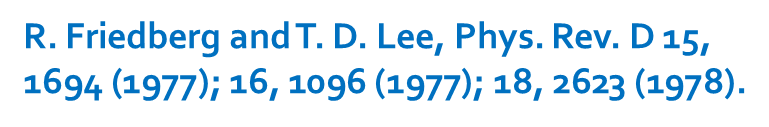 R. Friedberg and T. D. Lee, Phys. Rev. D 15,
1694 (1977); 16, 1096 (1977); 18, 2623 (1978).